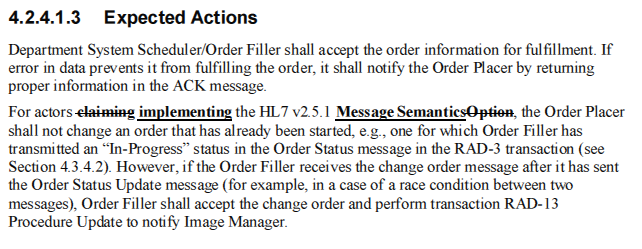 4.2.4.1.3 Expected Actions
Department System Scheduler/Order Filler shall accept the order information for fulfillment. If
error in data prevents it from fulfilling the order, it shall notify the Order Placer by returning
proper information in the ACK message.
For actors claiming implementing the HL7 v2.5.1 Message SemanticsOption, the Order Placer
shall not change an order that has already been started, e.g., one for which Order Filler has
transmitted an “In-Progress” status in the Order Status message in the RAD-3 transaction (see
Section 4.3.4.2). However, if the Order Filler receives the change order message after it has sent
the Order Status Update message (for example, in a case of a race condition between two
messages), Order Filler shall accept the change order and perform transaction RAD-13
Procedure Update to notify Image Manager.